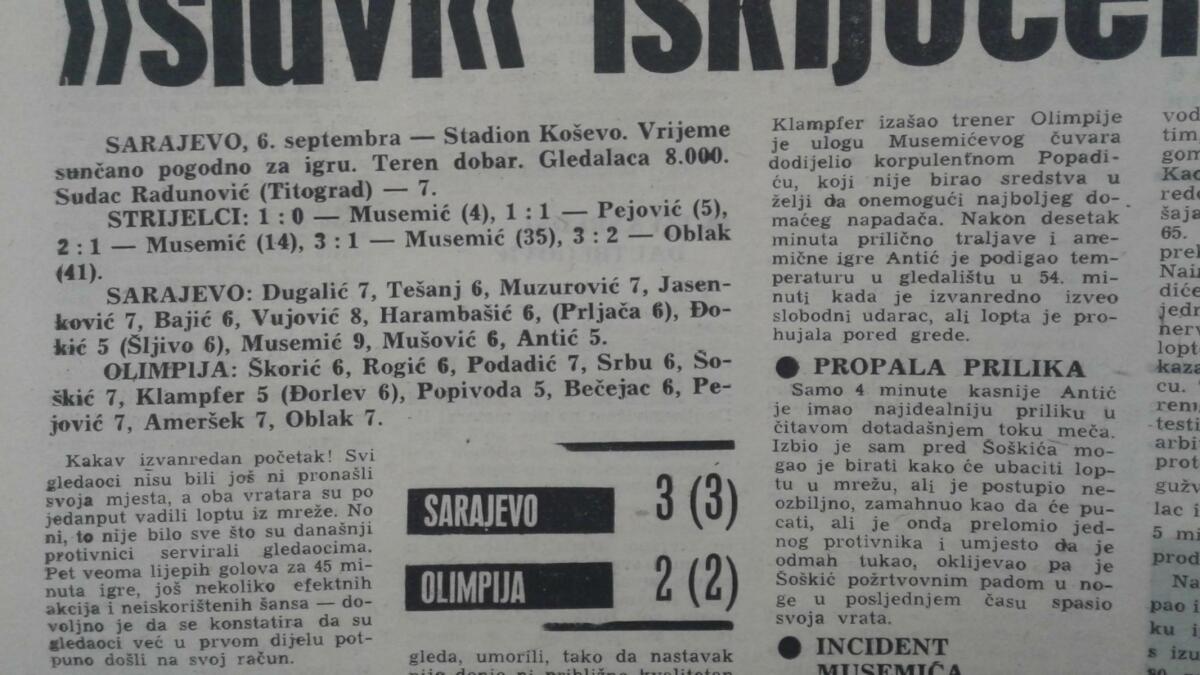 »slavi« isključen
SARAJEVO, 6. septembra — Stadion Koševo. Vrijeme
sunčano pogodno za igru. Teren dobar. Gledalaca 8.000.
Sudac Radunović (Titograd) — 7.
STRIJELCI: 1 : 0 — Musemić (4), 1 : 1 — Pejović (5),
2 : 1 — Musemić (14), 3 : 1 — Musemić (35), 3 : 2 — Oblak
(41).
SARAJEVO: Dugalić 7, Tešanj 6, Muzurović 7, Jasen-
ković 7, Bajić 6, Vujović 8, Harambašić 6, (Prljača 6), Đo-
kić 5 (Šljivo 6), Musemić 9, Mušović 6, Antić 5.
OLIMPIJA: Škorić 6, Rogić 6, Podadić 7, Srbu 6, Šo-
škić 7, Klampfer 5 (Đorlev 6), Popivoda 5, Bečejac 6, Pe-
jović 7, Ameršek 7, Oblak 7.
Kakav izvanredan početak! Svi
gledaoci nisu bili još ni pronašli
svoja mjesta, a oba vratara su po
jedanput vadili loptu iz mreže. No
ni, to nije bilo sve što su današnji
protivnici servirali gledaocima.
Pet veoma lijepih golova za 45 mi-
nuta igre, još nekoliko efektnih
akcija i neiskorištenih šansa — do-
voljno je da se konstatira da su
gledaoci već u prvom dijelu pot-
puno došli na svoj račun.
SARAJEVO 3 (3)
OLIMPIJA 2 (2)
gleda, umorili, tako da nastavak
Klampfer izašao trener Olimpije
je ulogu Musemićevog čuvara
dodijelio korpulentnom Popadi-
ću, koji nije birao sredstva u
želji da onemogući najboljeg do-
maćeg napadača. Nakon desetak
minuta prilično traljave i ane-
mične igre Antić je podigao tem-
peraturu u gledalištu u 54. mi-
nuti kada je izvanredno izveo
slobodni udarac, ali lopta je pro-
hujala pored grede.
● PROPALA PRILIKA
Samo 4 minute kasnije Antić
je imao najidealniju priliku u
čitavom dotadašnjem toku meča.
Izbio je sam pred Šoškića mo-
gao je birati kako će ubaciti lop-
tu u mrežu, ali je postupio ne-
ozbiljno, zamahnuo kao da će pu-
cati, ali je onda prelomio jed-
nog protivnika i umjesto da je
odmah tukao, oklijevao pa je
Šoškić požrtvovnim padom u no-
ge u posljednjem času spasio
svoja vrata.
● INCIDENT
MUSEMIĆA